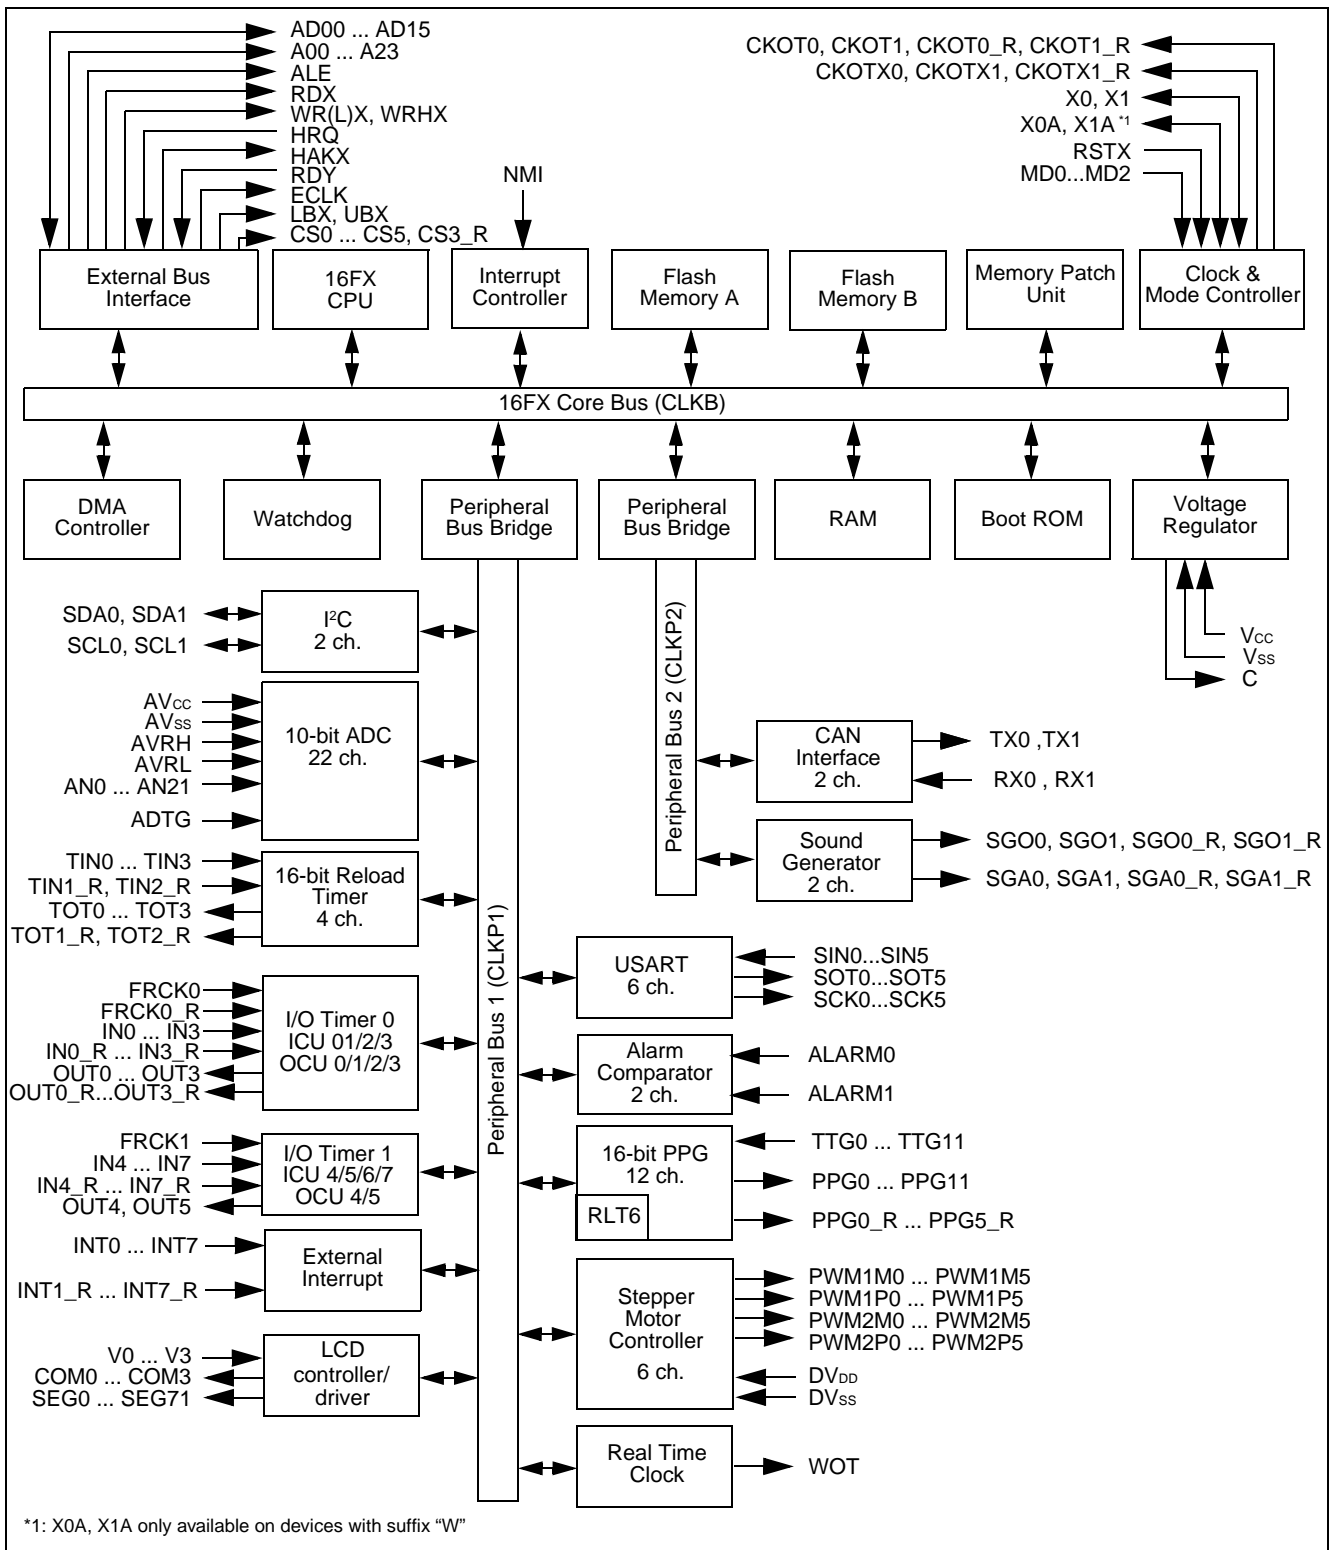 AD00 ... AD15
A00 ... A23
ALE
RDX
WR(L)X, WRHX
HRQ
HAKX
RDY
ECLK
LBX, UBX
CS0 ... CS5, CS3_R
NMI
CKOT0, CKOT1, CKOT0_R, CKOT1_R
CKOTX0, CKOTX1, CKOTX1_R
X0, X1
X0A, X1A *1
RSTX
MD0...MD2
External Bus
Interface
16FX
CPU
Interrupt
Controller
Flash
Memory A
Flash
Memory B
Memory Patch
Unit
Clock &
Mode Controller
16FX Core Bus (CLKB)
DMA
Controller
Watchdog
Peripheral
Bus Bridge
Peripheral
Bus Bridge
RAM
Boot ROM
Voltage
Regulator
VCC
VSS
C
Peripheral Bus 1 (CLKP1)
Peripheral Bus 2 (CLKP2)
SDA0, SDA1
SCL0, SCL1
I²C
2 ch.
AVCC
AVSS
AVRH
AVRL
AN0 ... AN21
ADTG
10-bit ADC
22 ch.
TIN0 ... TIN3
TIN1_R, TIN2_R
TOT0 ... TOT3
TOT1_R, TOT2_R
16-bit Reload
Timer
4 ch.
FRCK0
FRCK0_R
IN0 ... IN3
IN0_R ... IN3_R
OUT0 ... OUT3
OUT0_R...OUT3_R
I/O Timer 0
ICU 01/2/3
OCU 0/1/2/3
FRCK1
IN4 ... IN7
IN4_R ... IN7_R
OUT4, OUT5
I/O Timer 1
ICU 4/5/6/7
OCU 4/5
INT0 ... INT7
INT1_R ... INT7_R
External
Interrupt
V0 ... V3
COM0 ... COM3
SEG0 ... SEG71
LCD
controller/
driver
CAN
Interface
2 ch.
TX0 ,TX1
RX0 , RX1
Sound
Generator
2 ch.
SGO0, SGO1, SGO0_R, SGO1_R
SGA0, SGA1, SGA0_R, SGA1_R
USART
6 ch.
SIN0...SIN5
SOT0...SOT5
SCK0...SCK5
Alarm
Comparator
2 ch.
ALARM0
ALARM1
16-bit PPG
12 ch.
RLT6
TTG0 ... TTG11
PPG0 ... PPG11
PPG0_R ... PPG5_R
Stepper
Motor
Controller
6 ch.
PWM1M0 ... PWM1M5
PWM1P0 ... PWM1P5
PWM2M0 ... PWM2M5
PWM2P0 ... PWM2P5
DVDD
DVSS
Real Time
Clock
WOT
*1: X0A, X1A only available on devices with suffix “W”